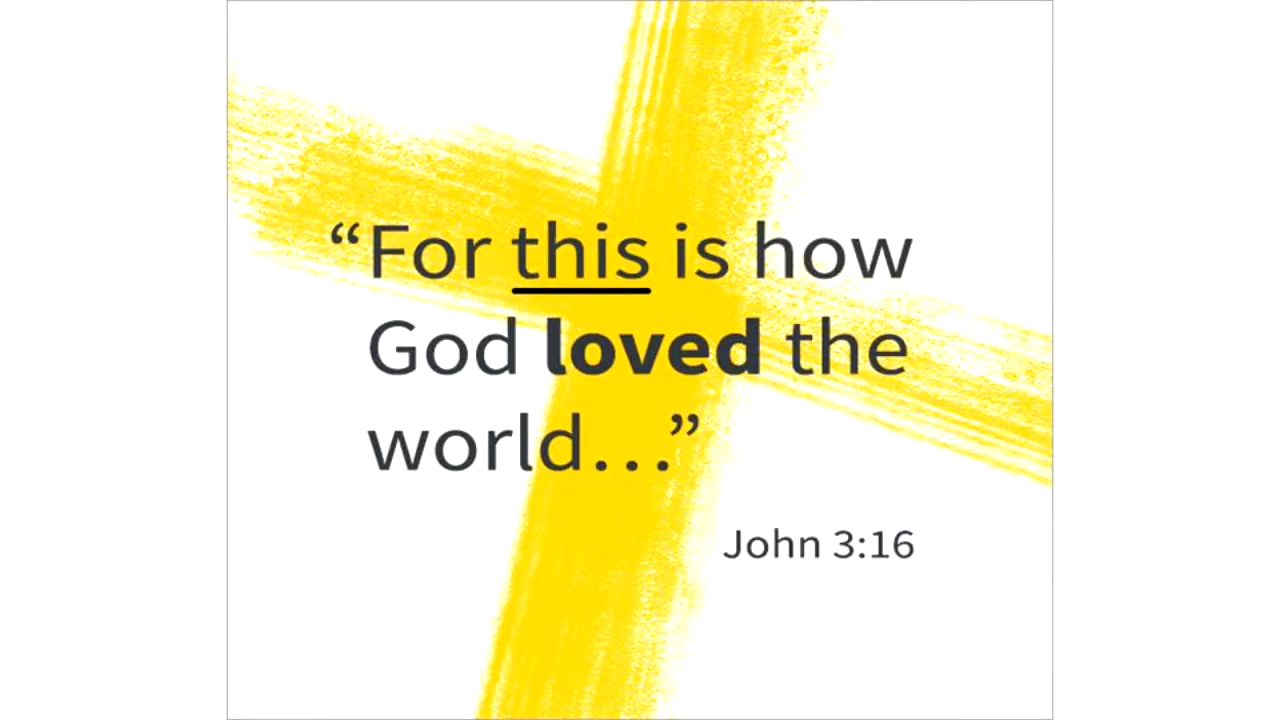 “For this is how
God loved the
world…”
John 3:16